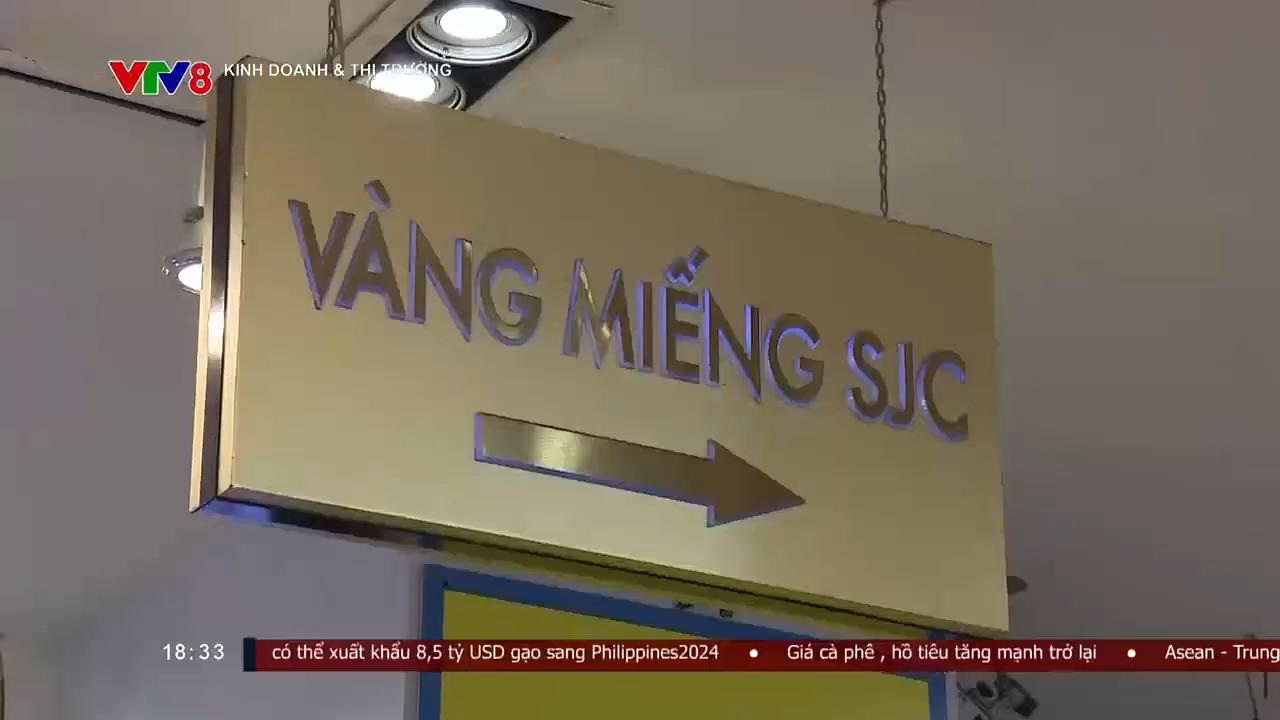 VTV8 KINH DOANH & THỊ TRƯỜNG
VÀNG MIẾNG SJC
18:33 có thể xuất khẩu 8,5 tỷ USD gạo sang Philippines2024 • Giá cà phê , hồ tiêu tăng mạnh trở lại • Asean - Trung